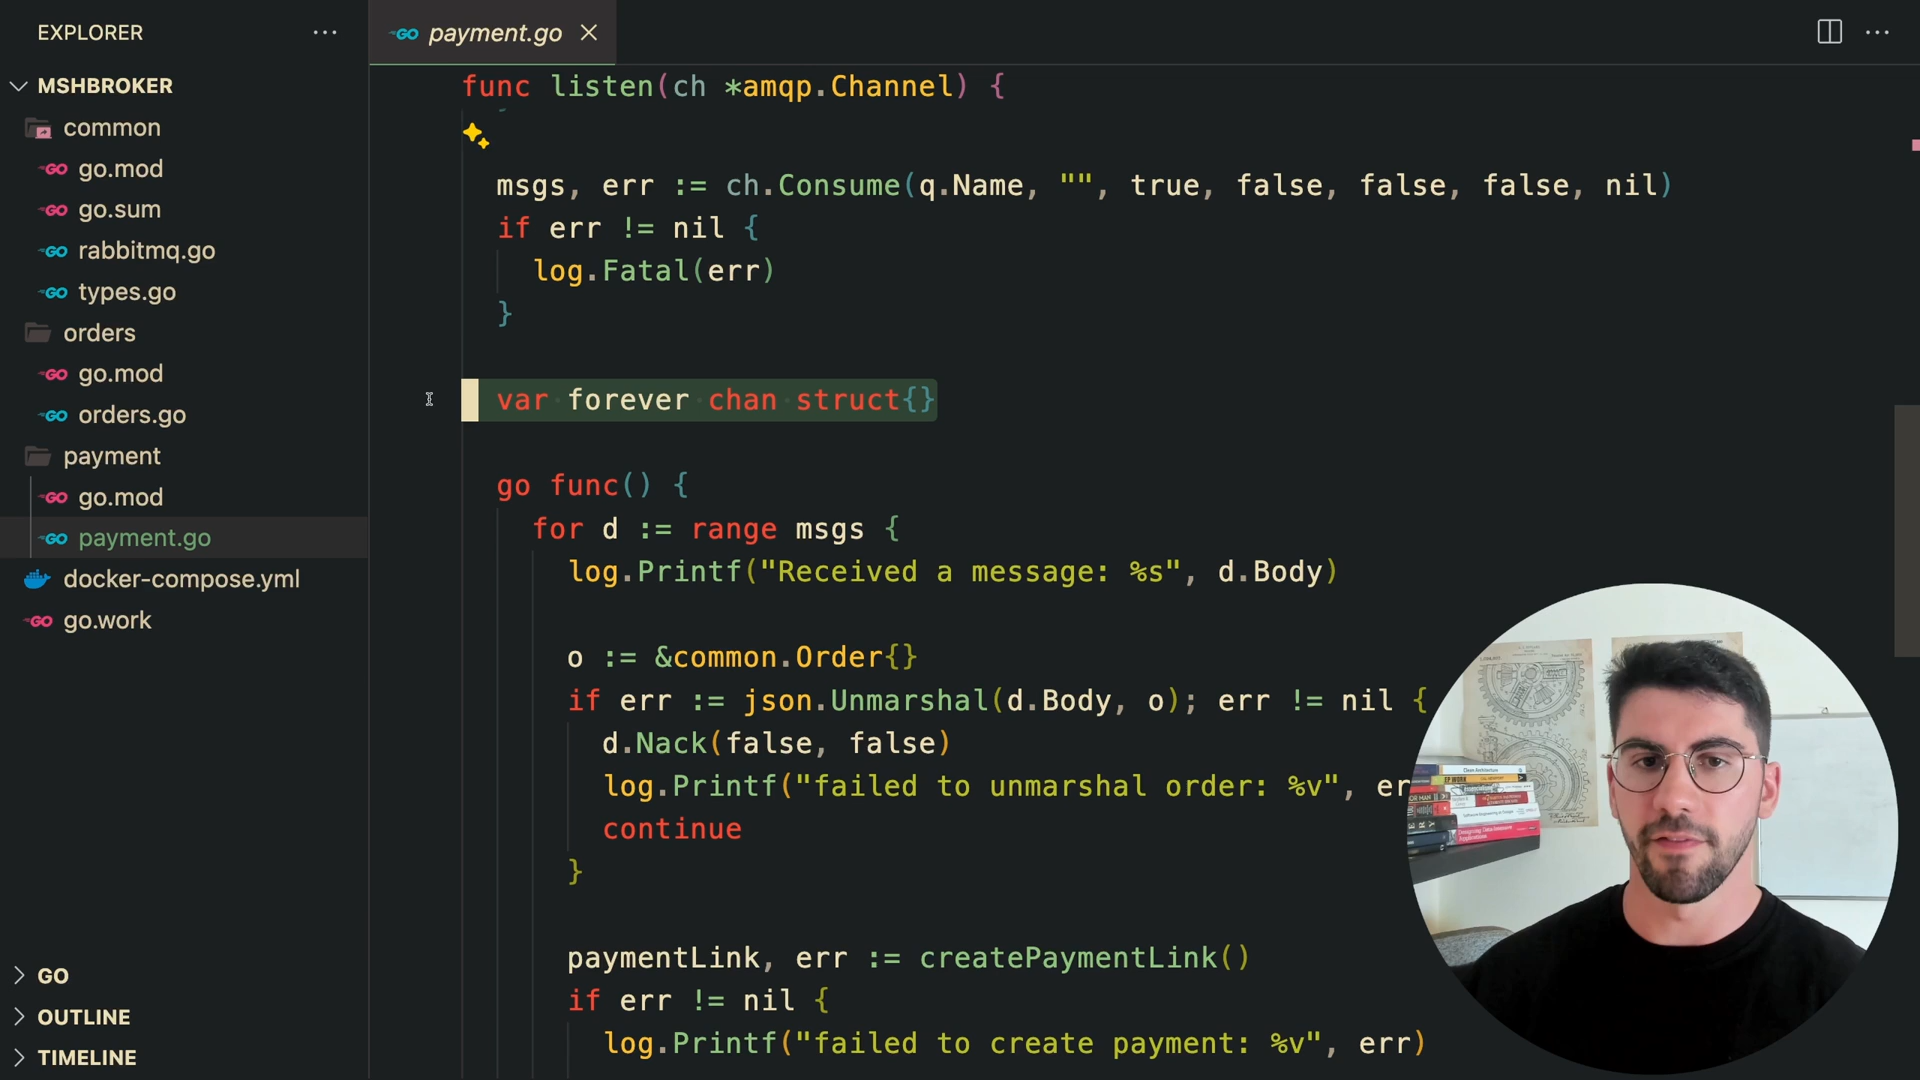 EXPLORER
MSHBROKER
common
go.mod
go.sum
rabbitmq.go
types.go
orders
go.mod
orders.go
payment
go.mod
payment.go
docker-compose.yml
go.work
GO
OUTLINE
TIMELINE
payment.go
func listen(ch *amqp.Channel) {
}
msgs, err := ch.Consume(q.Name, "", true, false, false, false, nil)
if err != nil {
log.Fatal(err)
}
var forever chan struct{}
go func() {
for d := range msgs {
log.Printf("Received a message: %s", d.Body)
o := &common.Order{}
if err := json.Unmarshal(d.Body, o); err != nil {
d.Nack(false, false)
log.Printf("failed to unmarshal order: %v", er
continue
}
paymentLink, err := createPaymentLink()
if err != nil {
log.Printf("failed to create payment: %v", err)
Clean Architecture